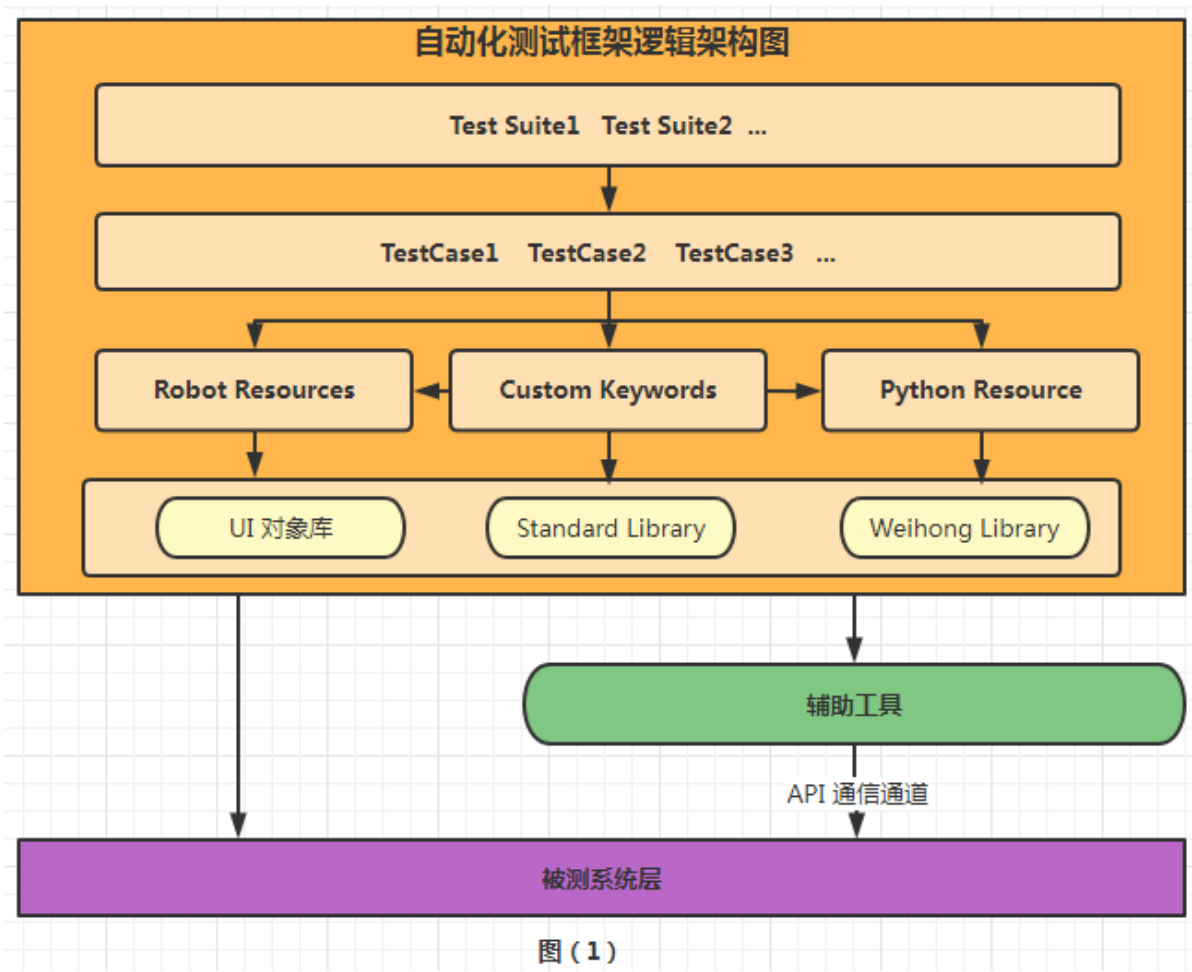 自动化测试框架逻辑架构图
Test Suite1 Test Suite2 ...
TestCase1 TestCase2 TestCase3 ...
Robot Resources Custom Keywords Python Resource
UI 对象库 Standard Library Weihong Library
辅助工具
API 通信通道
被测系统层
图（1）